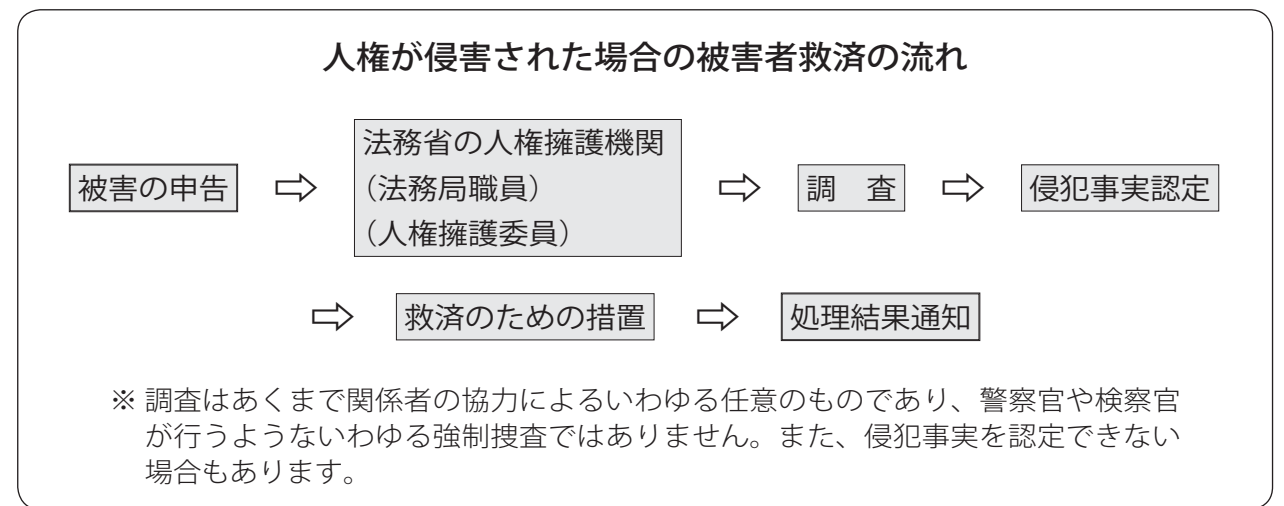 人権が侵害された場合の被害者救済の流れ
被害の申告 ⇨ 法務省の人権擁護機関
(法務局職員)
(人権擁護委員) ⇨ 調　査 ⇨ 侵犯事実認定
⇨ 救済のための措置 ⇨ 処理結果通知
※ 調査はあくまで関係者の協力によるいわゆる任意のものであり、警察官や検察官
が行うようないわゆる強制捜査ではありません。また、侵犯事実を認定できない
場合もあります。